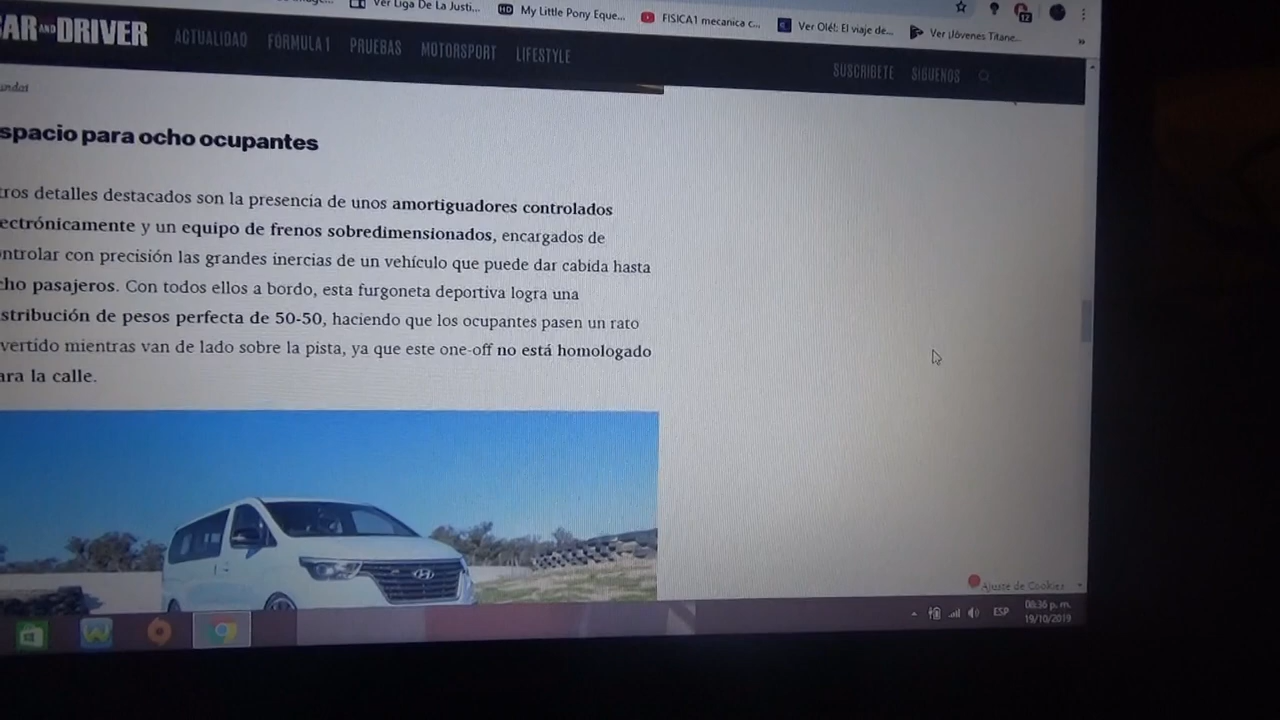 Ver Liga De La Justi...
My Little Pony Eque...
FISICA1 mecanica c...
Ver Olé!: El viaje de...
Ver ¡Jóvenes Titane...
»
12
CAR AND DRIVER
ACTUALIDAD FÓRMULA 1 PRUEBAS MOTORSPORT LIFESTYLE
SUSCRÍBETE SÍGUENOS
undai
spacio para ocho ocupantes
tros detalles destacados son la presencia de unos amortiguadores controlados
ectrónicamente y un equipo de frenos sobredimensionados, encargados de
ntrolar con precisión las grandes inercias de un vehículo que puede dar cabida hasta
cho pasajeros. Con todos ellos a bordo, esta furgoneta deportiva logra una
stribución de pesos perfecta de 50-50, haciendo que los ocupantes pasen un rato
vertido mientras van de lado sobre la pista, ya que este one-off no está homologado
ara la calle.
Ajuste de Cookies
ESP
08:36 p. m.
19/10/2019